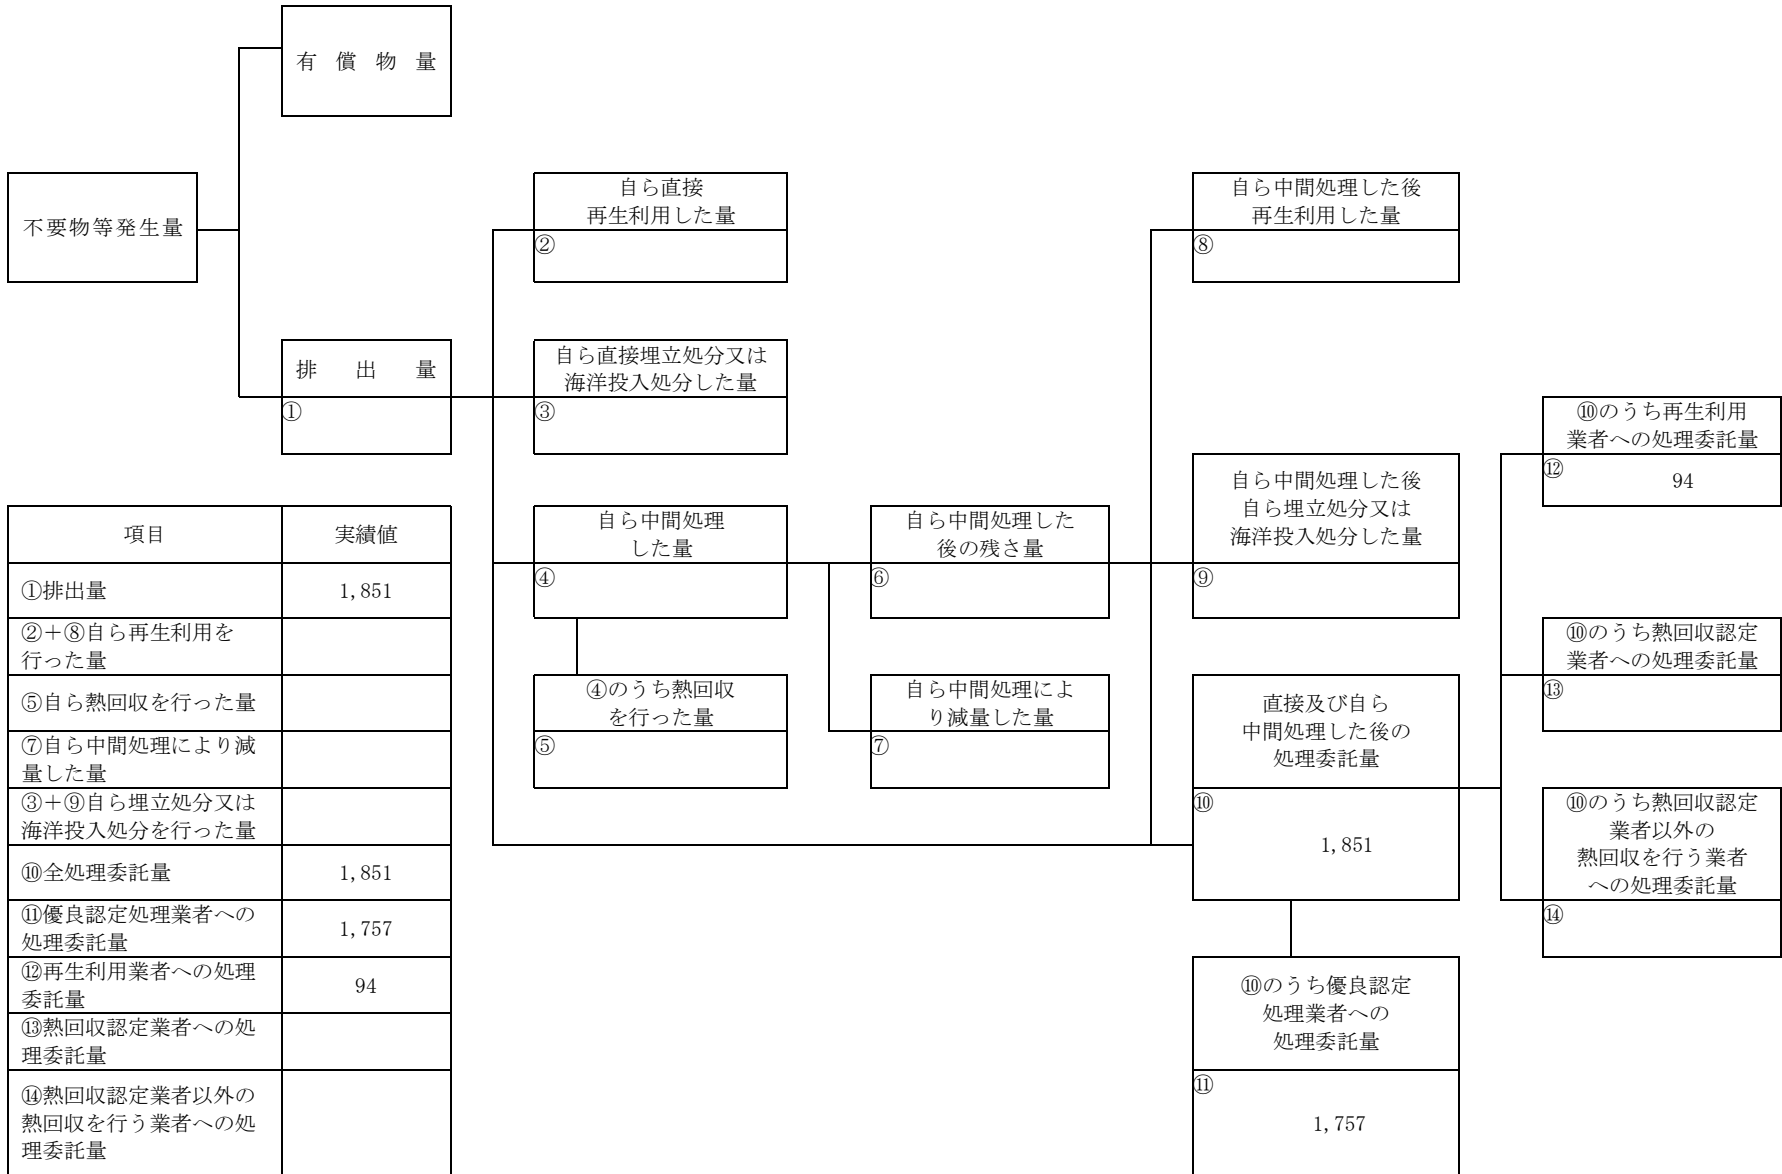 有 償 物 量
不要物等発生量
自ら直接
再生利用した量
②
自ら中間処理した後
再生利用した量
⑧
排 出 量
①
自ら直接埋立処分又は
海洋投入処分した量
③
⑩のうち再生利用
業者への処理委託量
⑫
94
自ら中間処理した後
自ら埋立処分又は
海洋投入処分した量
⑨
自ら中間処理
した量
④
自ら中間処理した
後の残さ量
⑥
⑩のうち熱回収認定
業者への処理委託量
⑬
④のうち熱回収
を行った量
⑤
自ら中間処理によ
り減量した量
⑦
直接及び自ら
中間処理した後の
処理委託量
⑩
1,851
⑩のうち熱回収認定
業者以外の
熱回収を行う業者
への処理委託量
⑭
⑩のうち優良認定
処理業者への
処理委託量
⑪
1,757
項目 実績値
①排出量 1,851
②+⑧自ら再生利用を
行った量
⑤自ら熱回収を行った量
⑦自ら中間処理により減
量した量
③+⑨自ら埋立処分又は
海洋投入処分を行った量
⑩全処理委託量 1,851
⑪優良認定処理業者への
処理委託量 1,757
⑫再生利用業者への処理
委託量 94
⑬熱回収認定業者への処
理委託量
⑭熱回収認定業者以外の
熱回収を行う業者への処
理委託量